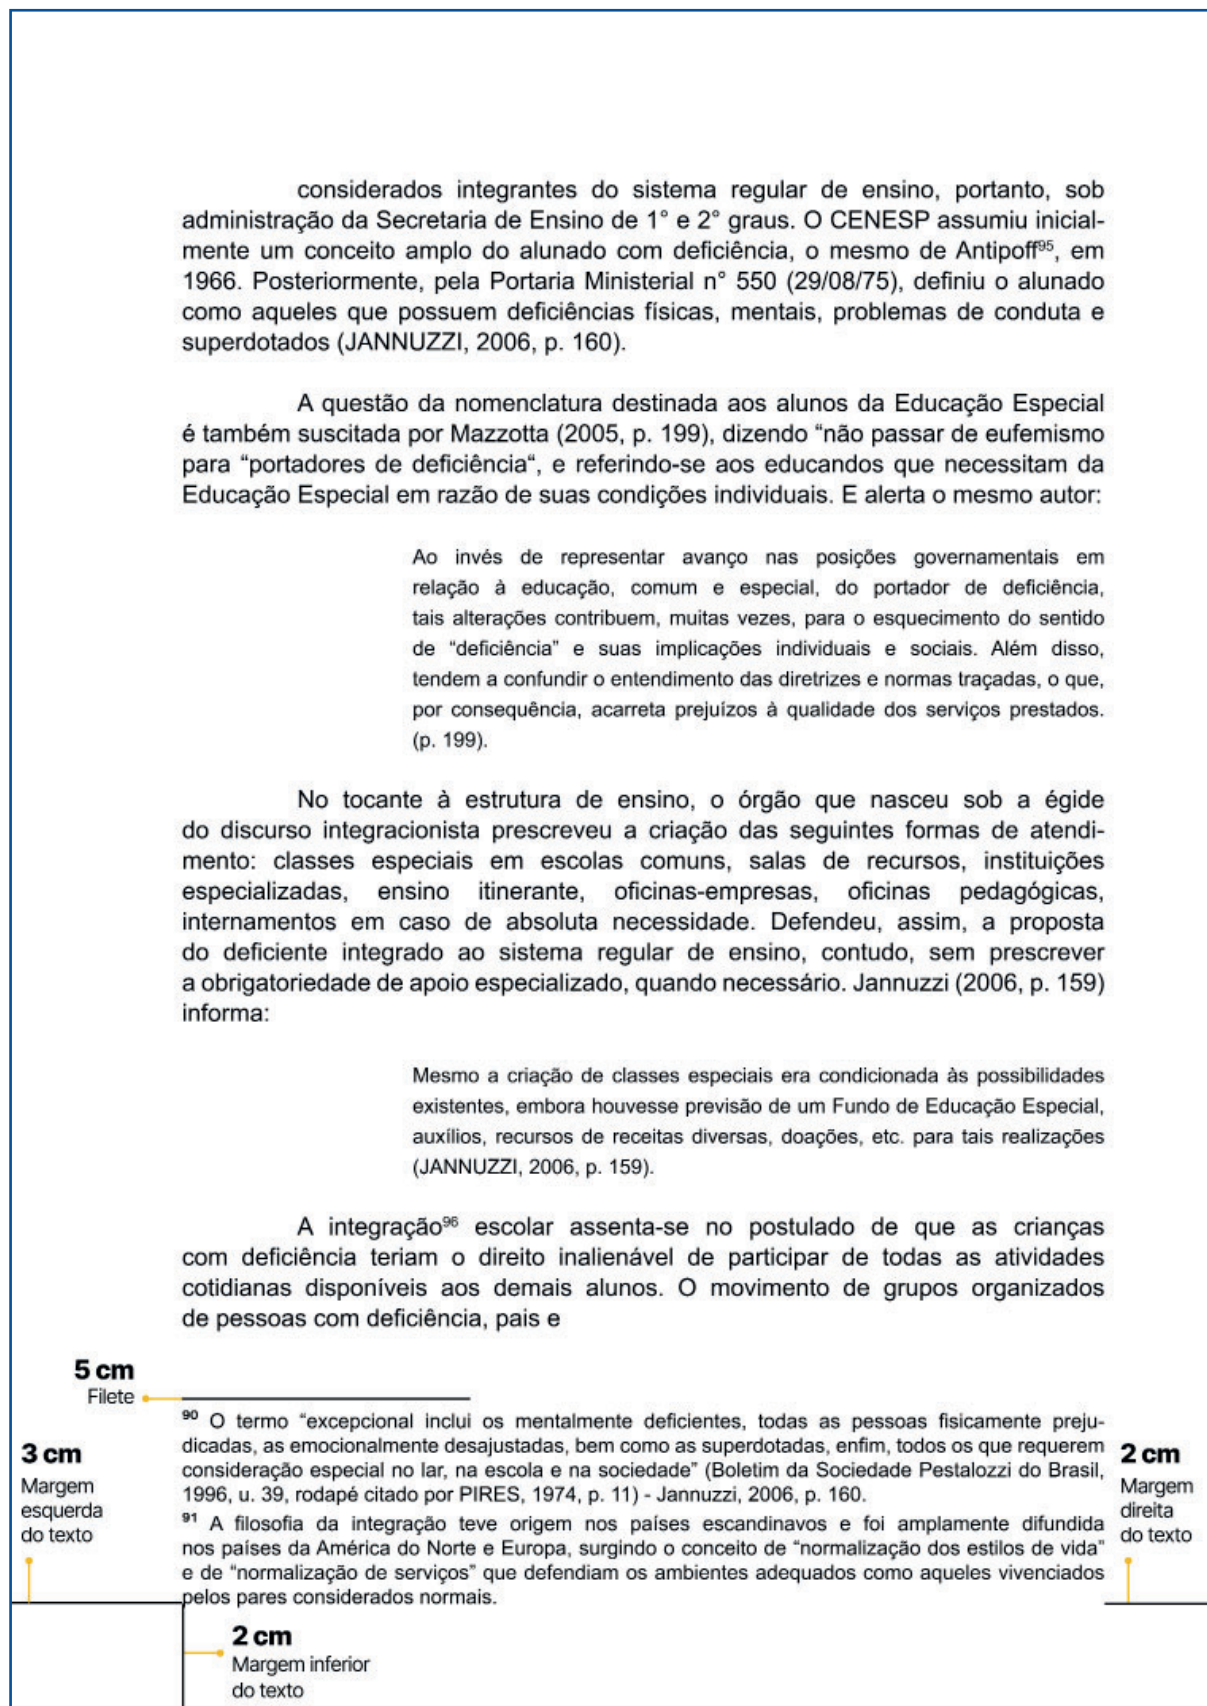 considerados integrantes do sistema regular de ensino, portanto, sob
administração da Secretaria de Ensino de 1° e 2° graus. O CENESP assumiu inicial-
mente um conceito amplo do alunado com deficiência, o mesmo de Antipoff⁹⁵, em
1966. Posteriormente, pela Portaria Ministerial n° 550 (29/08/75), definiu o alunado
como aqueles que possuem deficiências físicas, mentais, problemas de conduta e
superdotados (JANNUZZI, 2006, p. 160).
A questão da nomenclatura destinada aos alunos da Educação Especial
é também suscitada por Mazzotta (2005, p. 199), dizendo “não passar de eufemismo
para “portadores de deficiência“, e referindo-se aos educandos que necessitam da
Educação Especial em razão de suas condições individuais. E alerta o mesmo autor:
Ao invés de representar avanço nas posições governamentais em
relação à educação, comum e especial, do portador de deficiência,
tais alterações contribuem, muitas vezes, para o esquecimento do sentido
de “deficiência” e suas implicações individuais e sociais. Além disso,
tendem a confundir o entendimento das diretrizes e normas traçadas, o que,
por consequência, acarreta prejuízos à qualidade dos serviços prestados.
(p. 199).
No tocante à estrutura de ensino, o órgão que nasceu sob a égide
do discurso integracionista prescreveu a criação das seguintes formas de atendi-
mento: classes especiais em escolas comuns, salas de recursos, instituições
especializadas, ensino itinerante, oficinas-empresas, oficinas pedagógicas,
internamentos em caso de absoluta necessidade. Defendeu, assim, a proposta
do deficiente integrado ao sistema regular de ensino, contudo, sem prescrever
a obrigatoriedade de apoio especializado, quando necessário. Jannuzzi (2006, p. 159)
informa:
Mesmo a criação de classes especiais era condicionada às possibilidades
existentes, embora houvesse previsão de um Fundo de Educação Especial,
auxílios, recursos de receitas diversas, doações, etc. para tais realizações
(JANNUZZI, 2006, p. 159).
A integração⁹⁶ escolar assenta-se no postulado de que as crianças
com deficiência teriam o direito inalienável de participar de todas as atividades
cotidianas disponíveis aos demais alunos. O movimento de grupos organizados
de pessoas com deficiência, pais e
5 cm
Filete
⁹⁰ O termo “excepcional inclui os mentalmente deficientes, todas as pessoas fisicamente preju-
dicadas, as emocionalmente desajustadas, bem como as superdotadas, enfim, todos os que requerem
consideração especial no lar, na escola e na sociedade” (Boletim da Sociedade Pestalozzi do Brasil,
1996, u. 39, rodapé citado por PIRES, 1974, p. 11) - Jannuzzi, 2006, p. 160.
⁹¹ A filosofia da integração teve origem nos países escandinavos e foi amplamente difundida
nos países da América do Norte e Europa, surgindo o conceito de “normalização dos estilos de vida”
e de “normalização de serviços” que defendiam os ambientes adequados como aqueles vivenciados
pelos pares considerados normais.
3 cm
Margem
esquerda
do texto
2 cm
Margem
direita
do texto
2 cm
Margem inferior
do texto